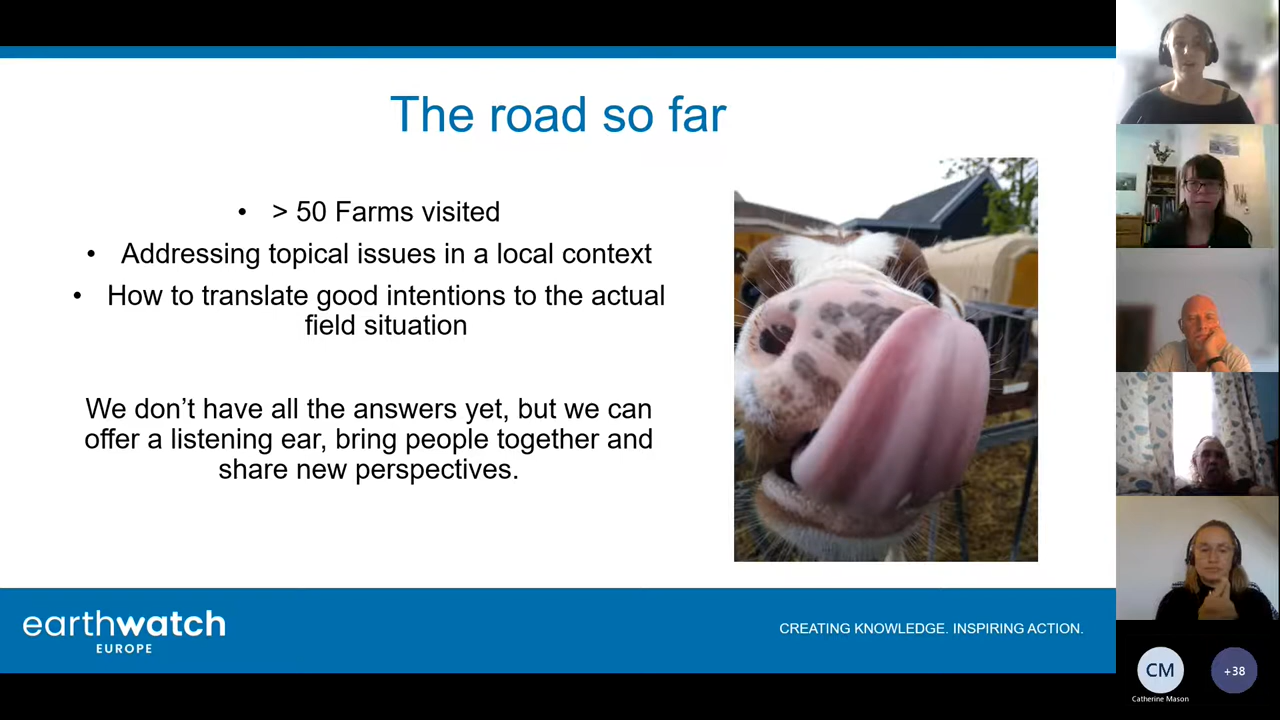 The road so far
• > 50 Farms visited
• Addressing topical issues in a local context
• How to translate good intentions to the actual
field situation
We don’t have all the answers yet, but we can
offer a listening ear, bring people together and
share new perspectives.
earthwatch
EUROPE
CREATING KNOWLEDGE. INSPIRING ACTION.
CM
+38
Catherine Mason